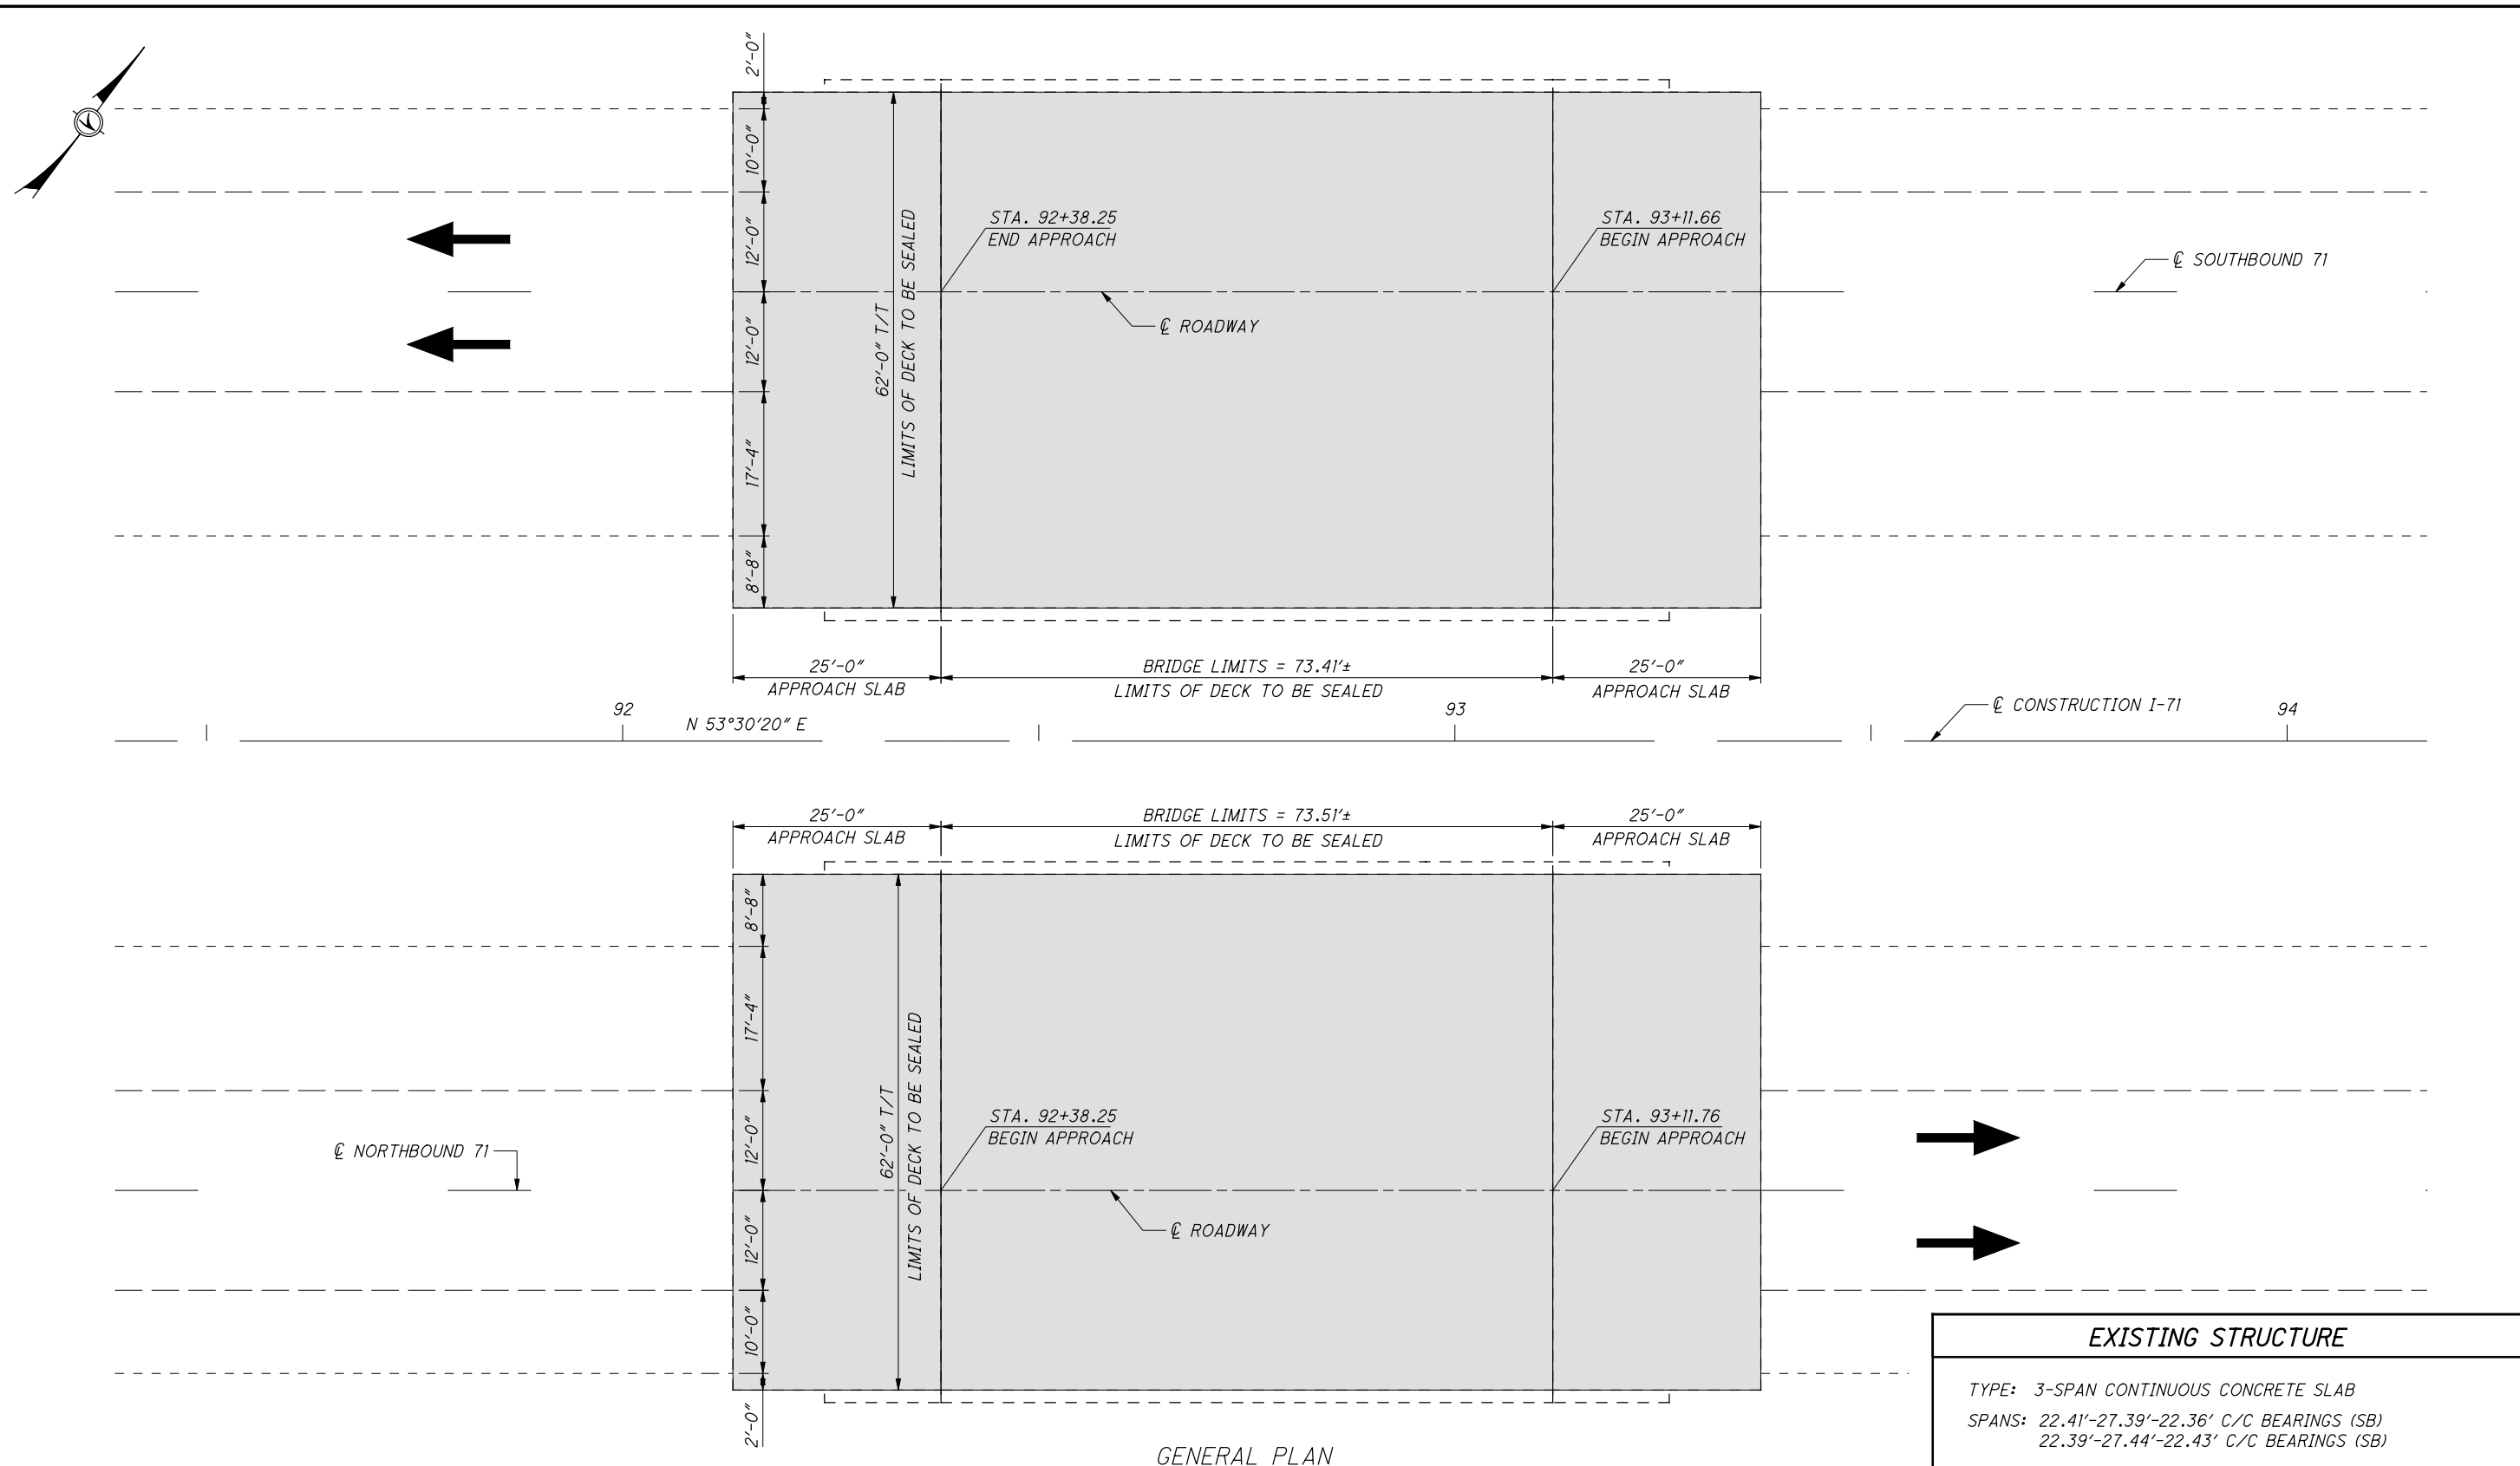 2'-0"
10'-0"
12'-0"
12'-0"
17'-4"
8'-8"
62'-0" T/T
LIMITS OF DECK TO BE SEALED
STA. 92+38.25
END APPROACH
STA. 93+11.66
BEGIN APPROACH
℄ SOUTHBOUND 71
℄ ROADWAY
25'-0"
APPROACH SLAB
BRIDGE LIMITS = 73.41'±
LIMITS OF DECK TO BE SEALED
25'-0"
APPROACH SLAB
92
N 53°30'20" E
93
℄ CONSTRUCTION I-71
94
25'-0"
APPROACH SLAB
BRIDGE LIMITS = 73.51'±
LIMITS OF DECK TO BE SEALED
25'-0"
APPROACH SLAB
8'-8"
17'-4"
12'-0"
12'-0"
10'-0"
2'-0"
62'-0" T/T
LIMITS OF DECK TO BE SEALED
℄ NORTHBOUND 71
STA. 92+38.25
BEGIN APPROACH
STA. 93+11.76
BEGIN APPROACH
℄ ROADWAY
GENERAL PLAN
EXISTING STRUCTURE
TYPE: 3-SPAN CONTINUOUS CONCRETE SLAB
SPANS: 22.41'-27.39'-22.36' C/C BEARINGS (SB)
22.39'-27.44'-22.43' C/C BEARINGS (SB)